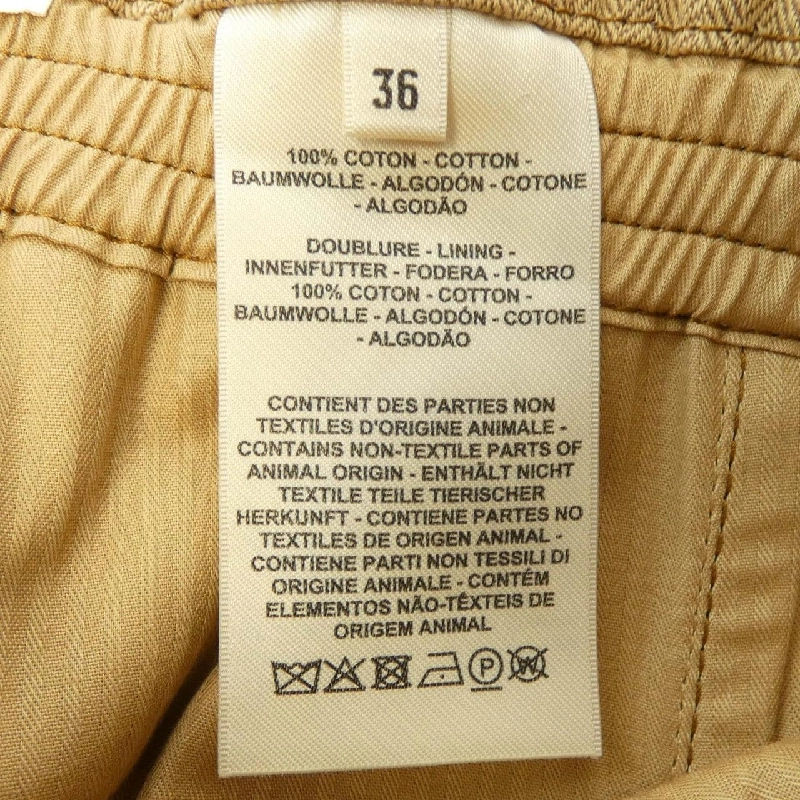 36
100% COTON - COTTON -
BAUMWOLLE - ALGODÓN - COTONE
- ALGODÃO
DOUBLURE - LINING -
INNENFUTTER - FODERA - FORRO
100% COTON - COTTON -
BAUMWOLLE - ALGODÓN - COTONE
- ALGODÃO
CONTIENT DES PARTIES NON
TEXTILES D'ORIGINE ANIMALE -
CONTAINS NON-TEXTILE PARTS OF
ANIMAL ORIGIN - ENTHÄLT NICHT
TEXTILE TEILE TIERISCHER
HERKUNFT - CONTIENE PARTES NO
TEXTILES DE ORIGEN ANIMAL -
CONTIENE PARTI NON TESSILI DI
ORIGINE ANIMALE - CONTÉM
ELEMENTOS NÃO-TÊXTEIS DE
ORIGEM ANIMAL
P W